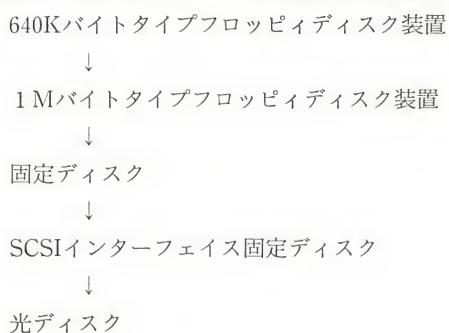 640Kバイトタイプフロッピィディスク装置
↓
１Mバイトタイプフロッピィディスク装置
↓
固定ディスク
↓
SCSIインターフェイス固定ディスク
↓
光ディスク